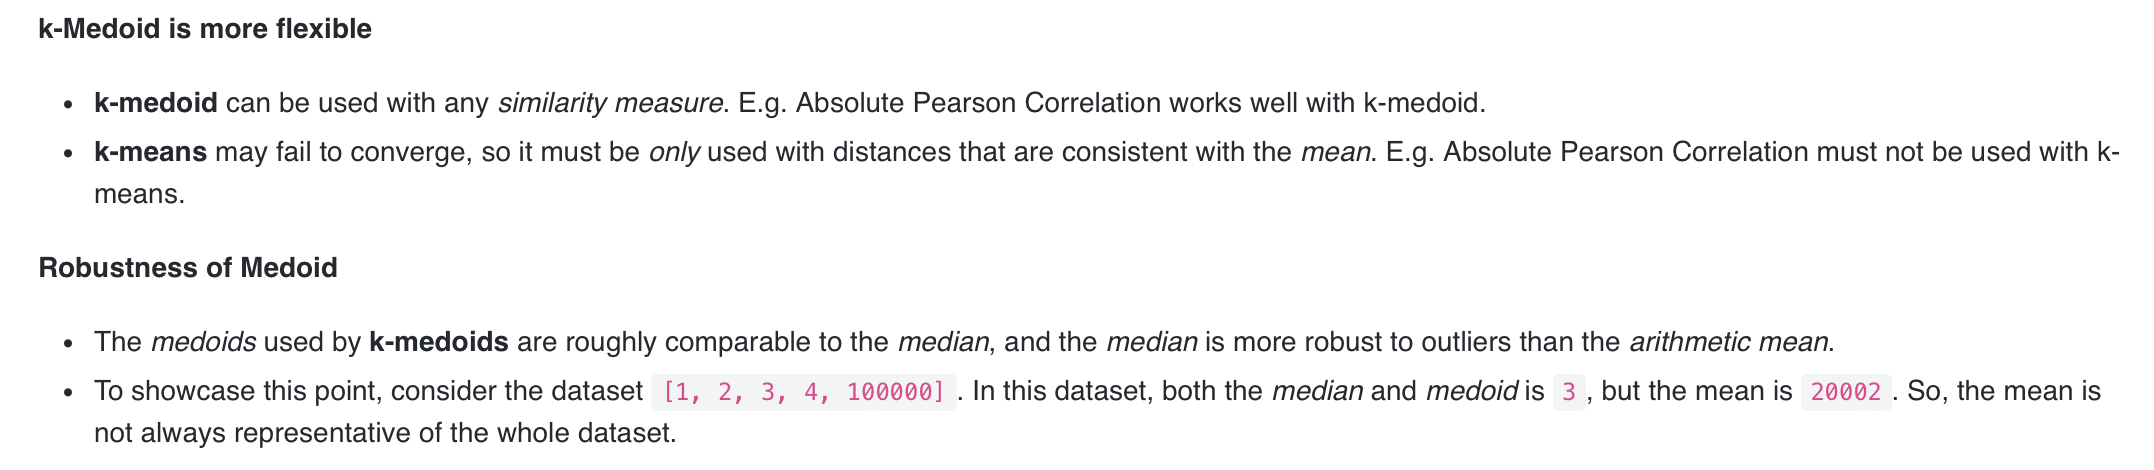 k-Medoid is more flexible
• k-medoid can be used with any similarity measure. E.g. Absolute Pearson Correlation works well with k-medoid.
• k-means may fail to converge, so it must be only used with distances that are consistent with the mean. E.g. Absolute Pearson Correlation must not be used with k-
means.
Robustness of Medoid
• The medoids used by k-medoids are roughly comparable to the median, and the median is more robust to outliers than the arithmetic mean.
• To showcase this point, consider the dataset [1, 2, 3, 4, 100000] . In this dataset, both the median and medoid is 3 , but the mean is 20002 . So, the mean is
not always representative of the whole dataset.